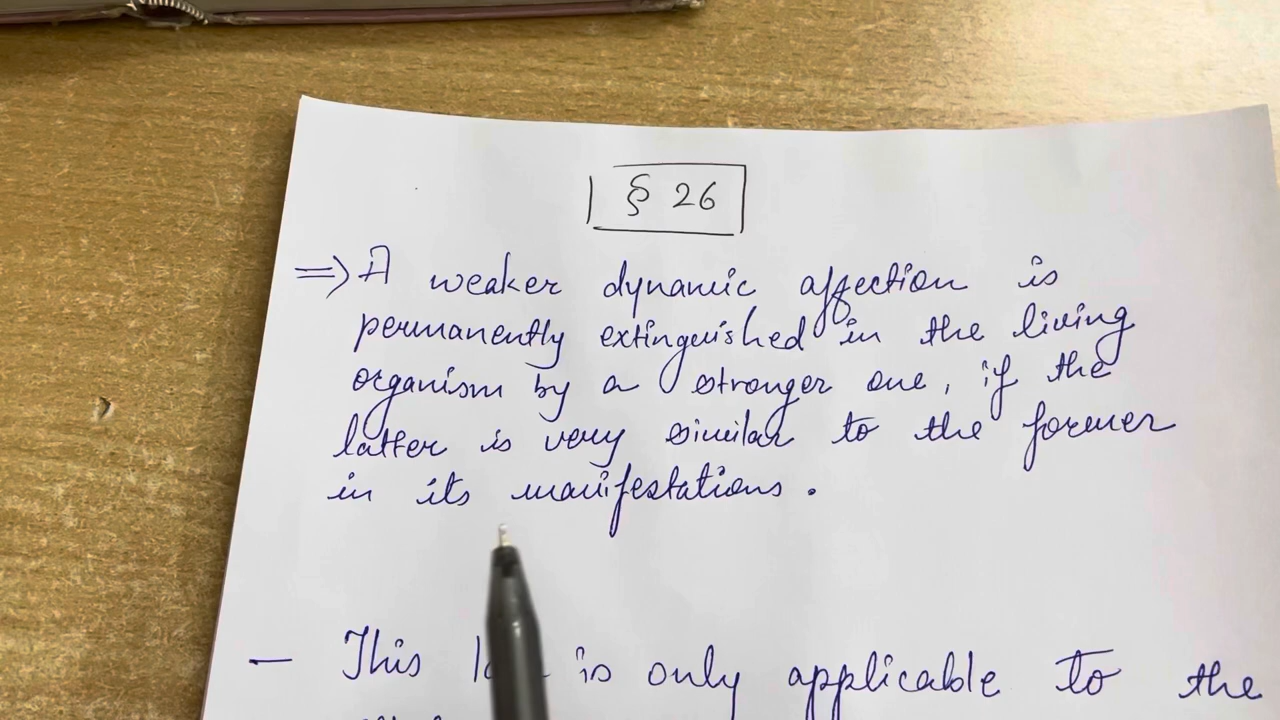 § 26
⇒ A weaker dynamic affection is
permanently extinguished in the living
organism by a stronger one, if the
latter is very similar to the former
in its manifestations.
— This is only applicable to the